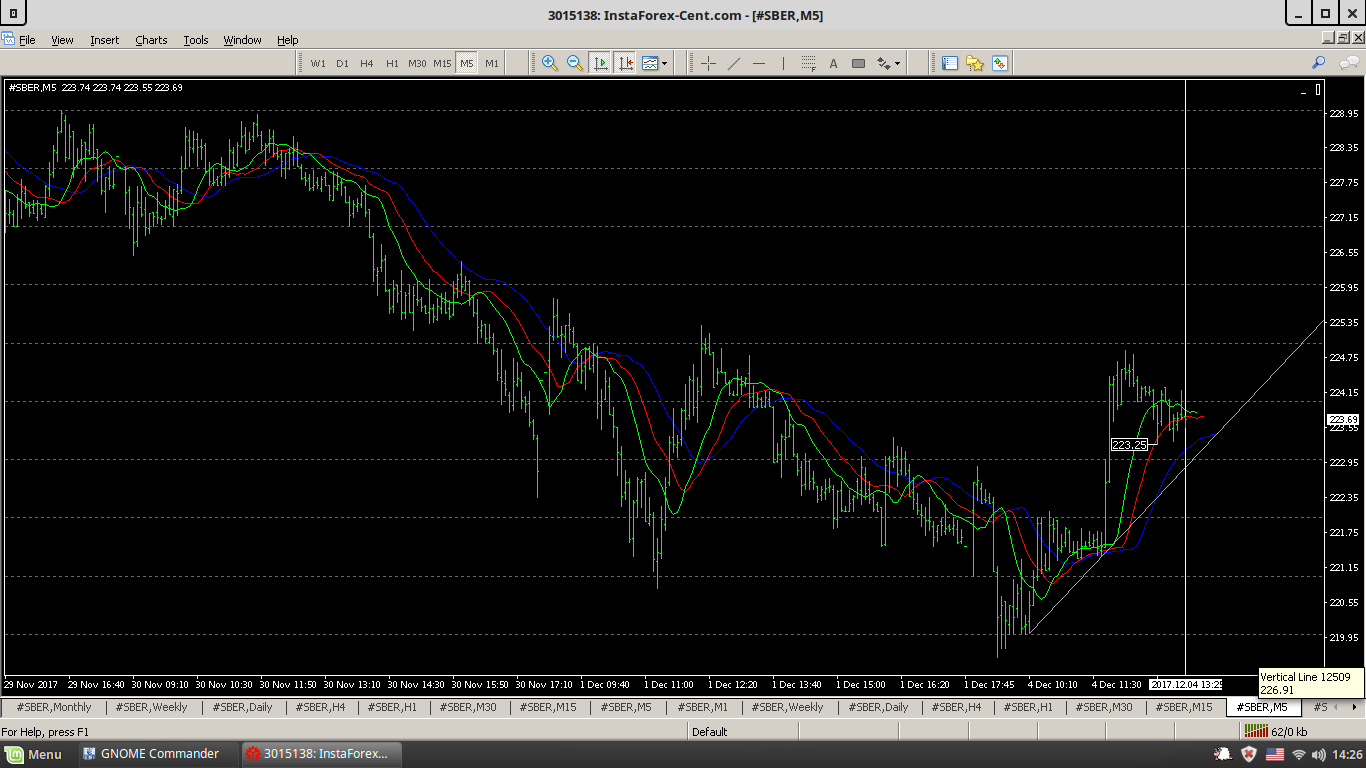 3015138: InstaForex-Cent.com - [#SBER,M5]
File View Insert Charts Tools Window Help
W1 D1 H4 H1 M30 M15 M5 M1 A
#SBER,M5 223.74 223.74 223.55 223.69
228.95
228.35
227.75
227.15
226.55
225.95
225.35
224.75
224.15
223.69
223.55
223.25
222.95
222.35
221.75
221.15
220.55
219.95
29 Nov 2017 29 Nov 16:40 30 Nov 09:10 30 Nov 10:30 30 Nov 11:50 30 Nov 13:10 30 Nov 14:30 30 Nov 15:50 30 Nov 17:10 1 Dec 09:40 1 Dec 11:00 1 Dec 12:20 1 Dec 13:40 1 Dec 15:00 1 Dec 16:20 1 Dec 17:45 4 Dec 10:10 4 Dec 11:30 2017.12.04 13:25
Vertical Line 12509
226.91
#SBER,Monthly #SBER,Weekly #SBER,Daily #SBER,H4 #SBER,H1 #SBER,M30 #SBER,M15 #SBER,M5 #SBER,M1 #SBER,Weekly #SBER,Daily #SBER,H4 #SBER,H1 #SBER,M30 #SBER,M15 #SBER,M5 #S
For Help, press F1 Default 62/0 kb
Menu GNOME Commander 3015138: InstaForex... 14:26